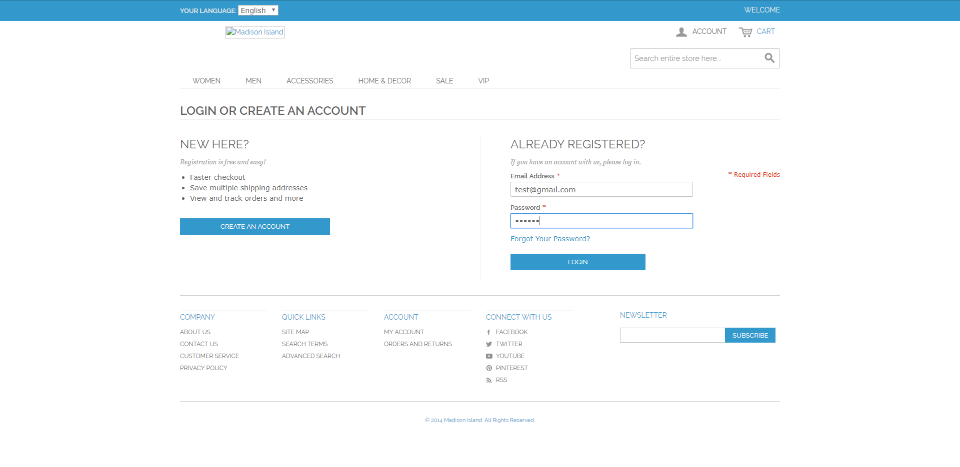 YOUR LANGUAGE: English
WELCOME
Madison Island
ACCOUNT CART
Search entire store here...
WOMEN MEN ACCESSORIES HOME & DECOR SALE VIP
LOGIN OR CREATE AN ACCOUNT
NEW HERE?
Registration is free and easy!
Faster checkout
Save multiple shipping addresses
View and track orders and more
CREATE AN ACCOUNT
ALREADY REGISTERED?
If you have an account with us, please log in.
* Required Fields
Email Address *
test@gmail.com
Password *
••••••
Forgot Your Password?
LOGIN
COMPANY
ABOUT US
CONTACT US
CUSTOMER SERVICE
PRIVACY POLICY
QUICK LINKS
SITE MAP
SEARCH TERMS
ADVANCED SEARCH
ACCOUNT
MY ACCOUNT
ORDERS AND RETURNS
CONNECT WITH US
FACEBOOK
TWITTER
YOUTUBE
PINTEREST
RSS
NEWSLETTER
SUBSCRIBE
© 2014 Madison Island. All Rights Reserved.